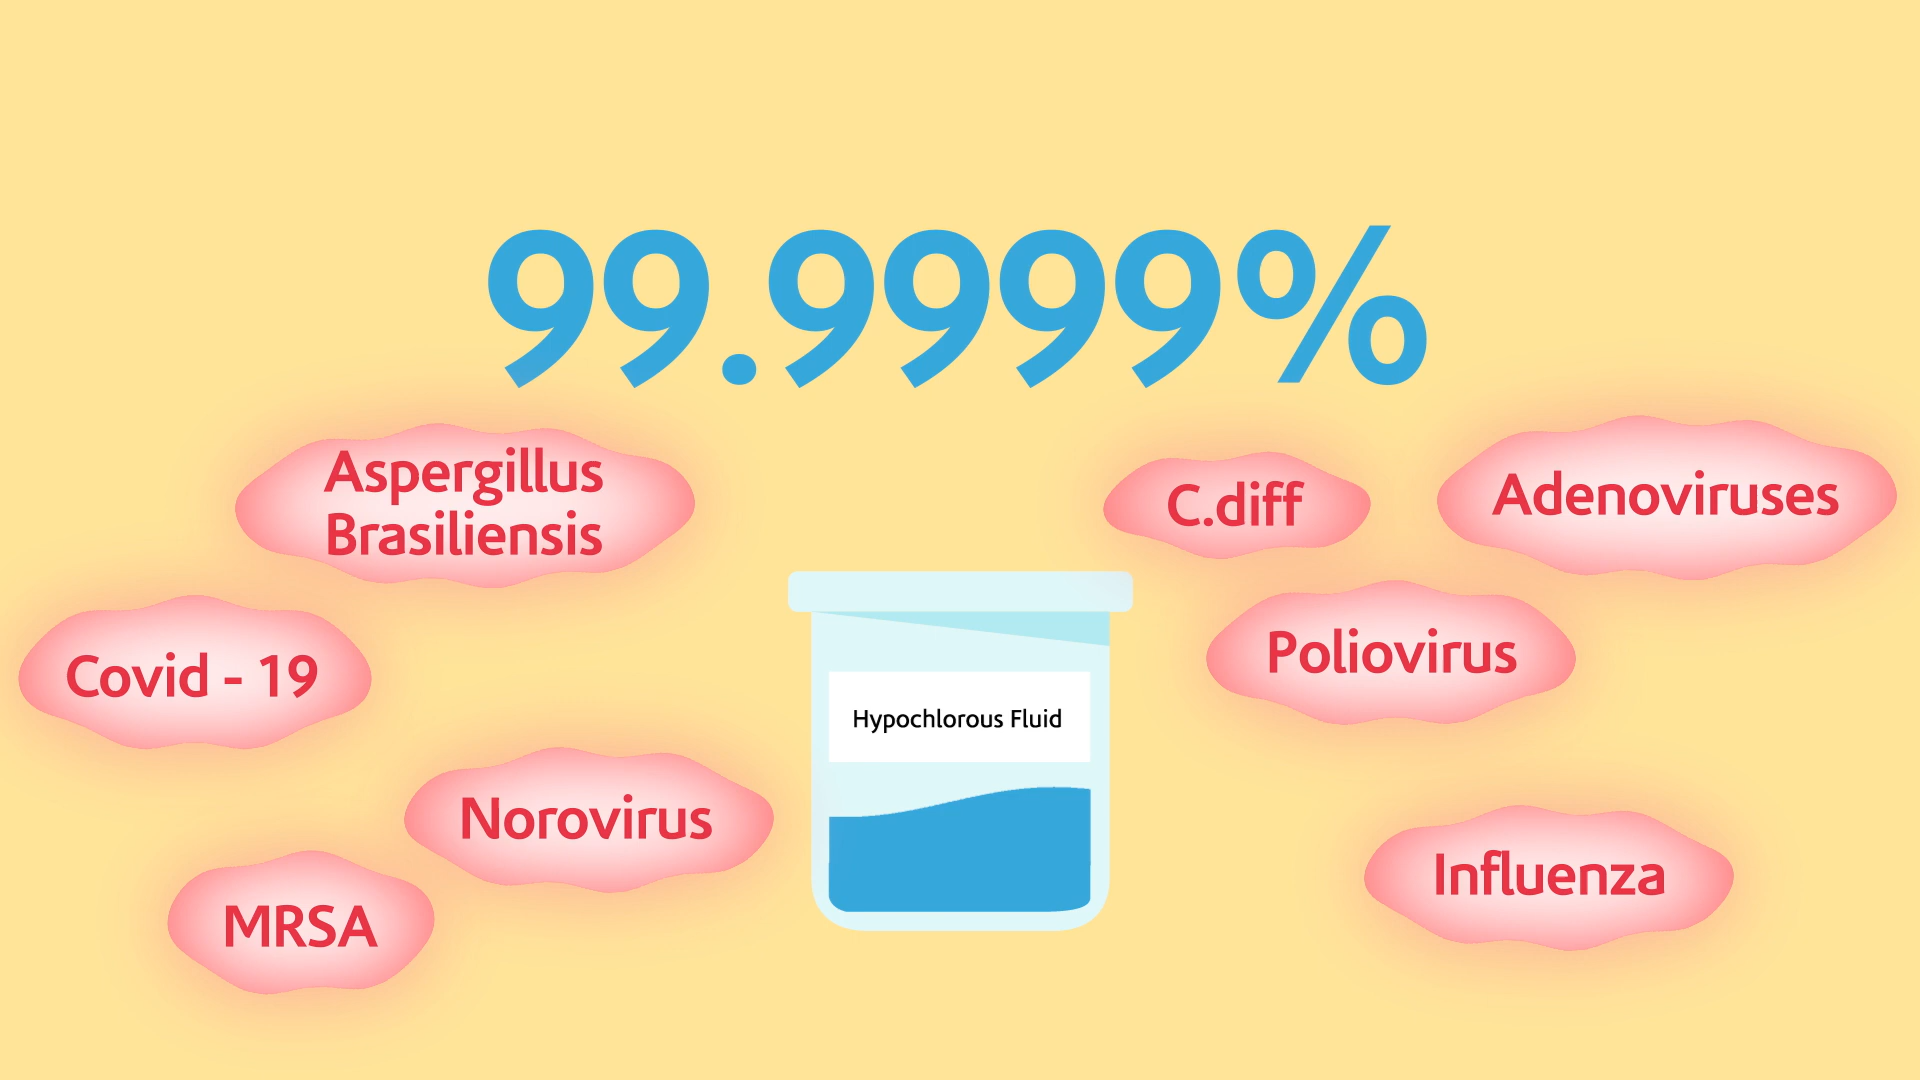 99.9999%
Aspergillus
Brasiliensis
C.diff
Adenoviruses
Covid - 19
Poliovirus
Hypochlorous Fluid
Norovirus
Influenza
MRSA